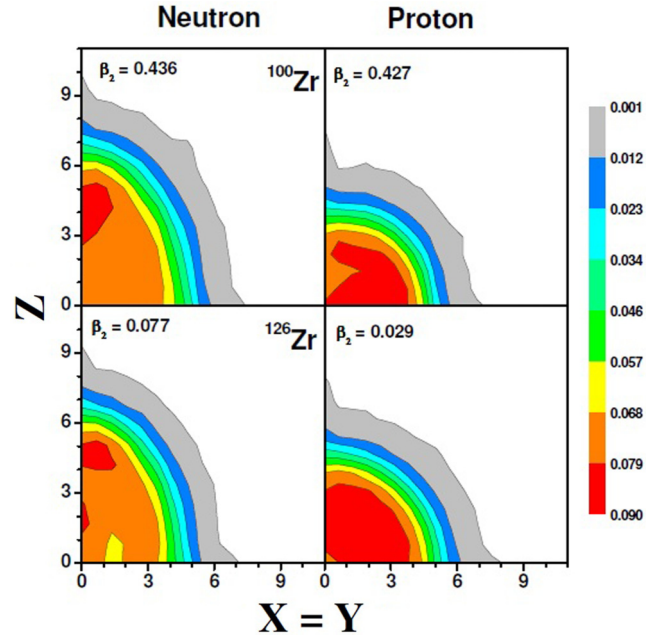 Neutron Proton
β₂ = 0.436 ¹⁰⁰Zr β₂ = 0.427
9
6
3
0
β₂ = 0.077 ¹²⁶Zr β₂ = 0.029
9
6
3
0
0 3 6 9 0 3 6 9
Z
X = Y
0.001
0.012
0.023
0.034
0.046
0.057
0.068
0.079
0.090